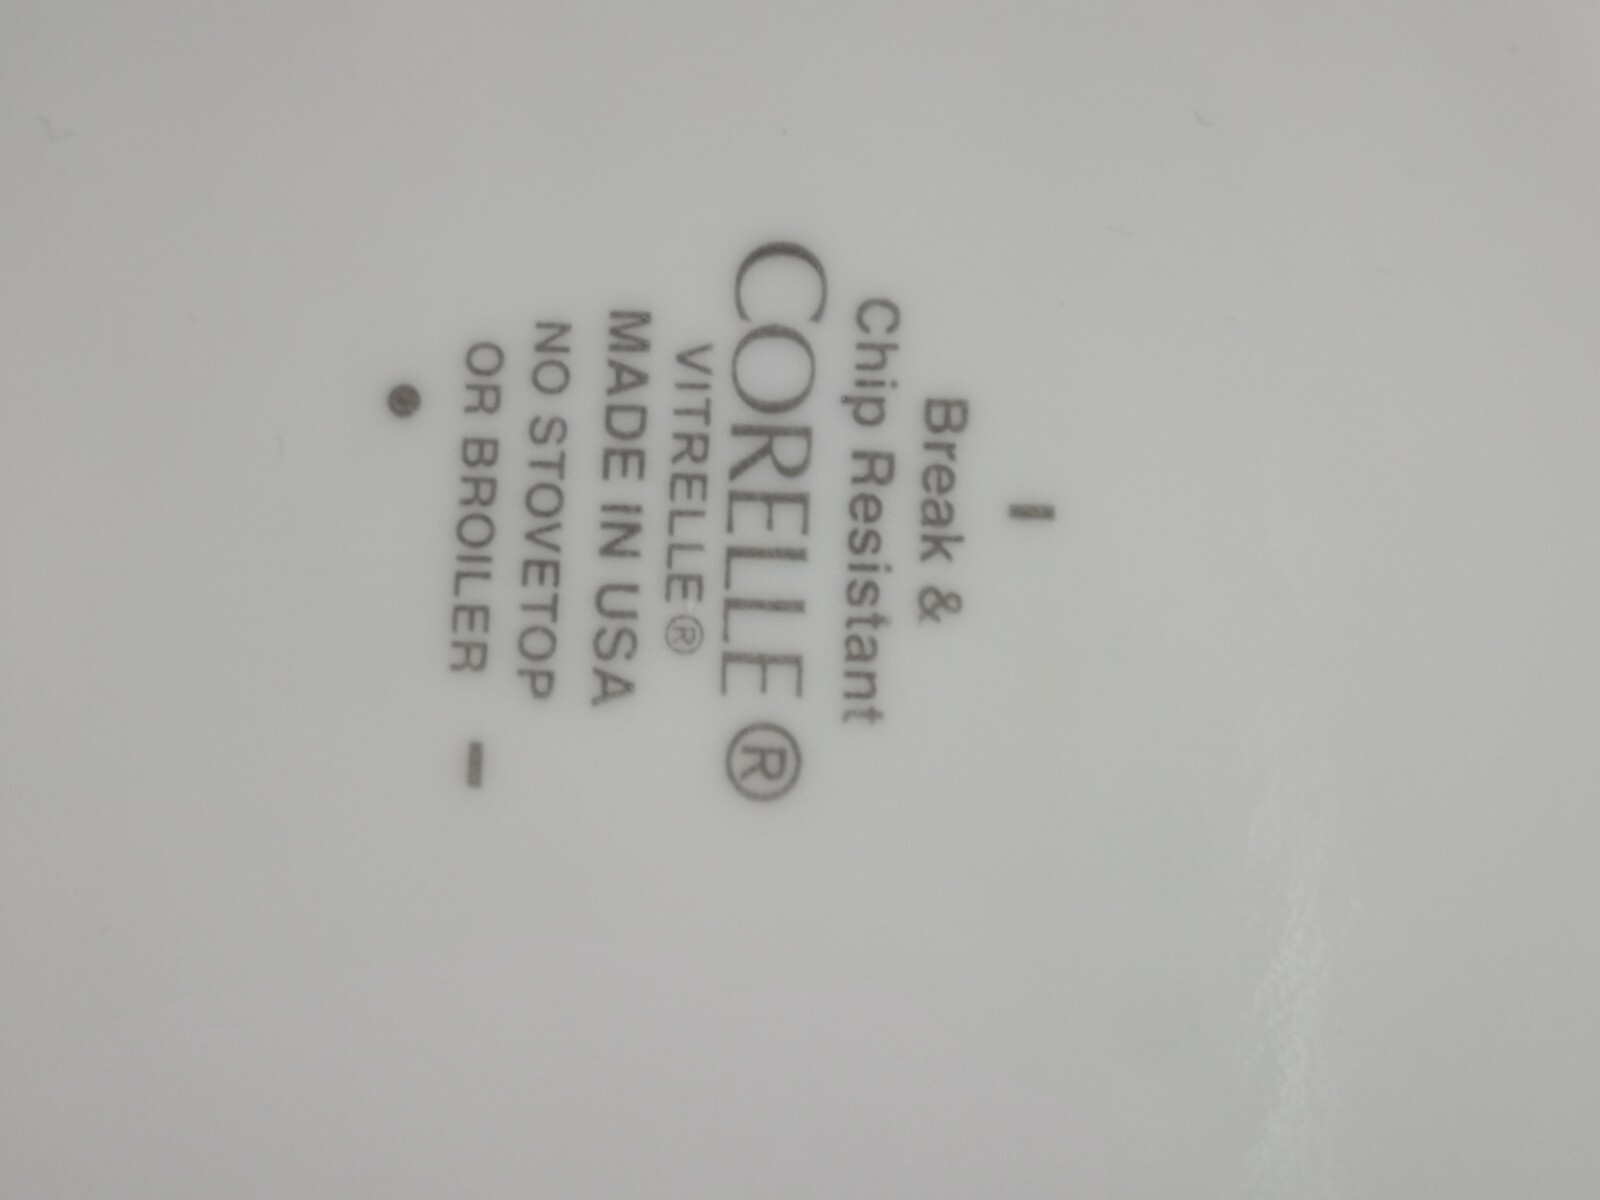 Break &
Chip Resistant
CORELLE®
VITRELLE®
MADE IN USA
NO STOVETOP
OR BROILER